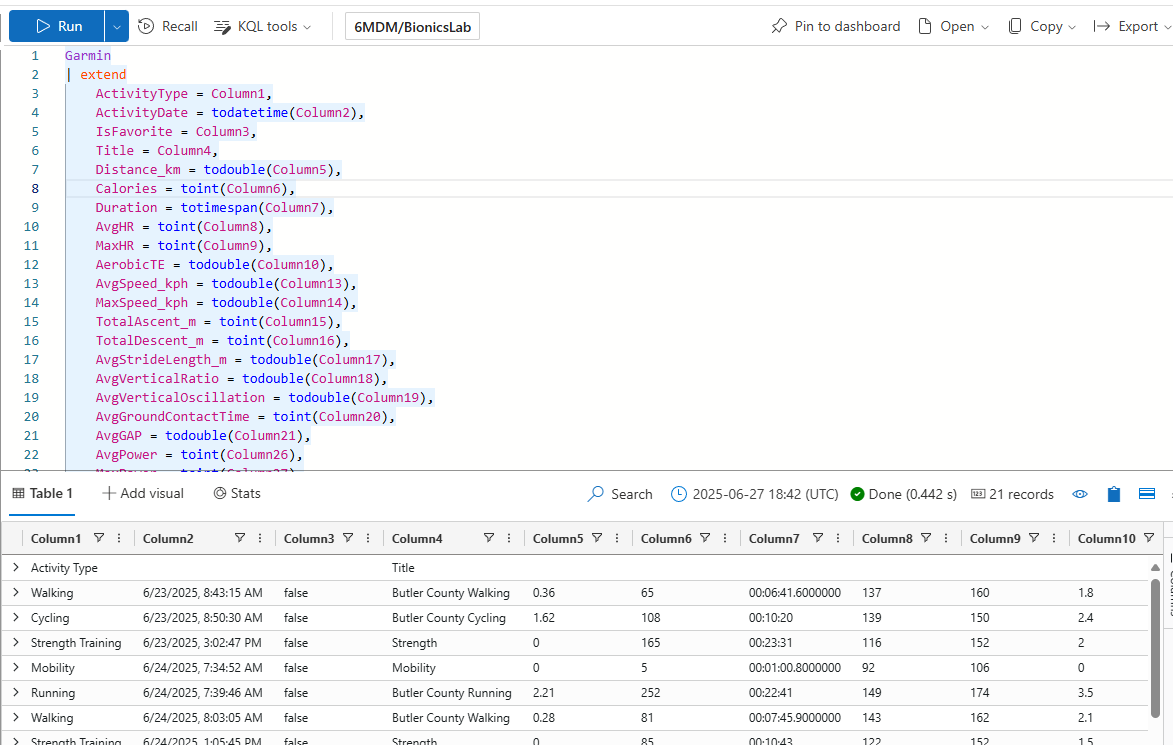 Run Recall KQL tools 6MDM/BionicsLab Pin to dashboard Open Copy Export
1 Garmin
2 | extend
3 ActivityType = Column1,
4 ActivityDate = todatetime(Column2),
5 IsFavorite = Column3,
6 Title = Column4,
7 Distance_km = todouble(Column5),
8 Calories = toint(Column6),
9 Duration = totimespan(Column7),
10 AvgHR = toint(Column8),
11 MaxHR = toint(Column9),
12 AerobicTE = todouble(Column10),
13 AvgSpeed_kph = todouble(Column13),
14 MaxSpeed_kph = todouble(Column14),
15 TotalAscent_m = toint(Column15),
16 TotalDescent_m = toint(Column16),
17 AvgStrideLength_m = todouble(Column17),
18 AvgVerticalRatio = todouble(Column18),
19 AvgVerticalOscillation = todouble(Column19),
20 AvgGroundContactTime = toint(Column20),
21 AvgGAP = todouble(Column21),
22 AvgPower = toint(Column26),
Table 1 Add visual Stats Search 2025-06-27 18:42 (UTC) Done (0.442 s) 123 21 records
Column1 Column2 Column3 Column4 Column5 Column6 Column7 Column8 Column9 Column10
Activity Type Title
Walking 6/23/2025, 8:43:15 AM false Butler County Walking 0.36 65 00:06:41.6000000 137 160 1.8
Cycling 6/23/2025, 8:50:30 AM false Butler County Cycling 1.62 108 00:10:20 139 150 2.4
Strength Training 6/23/2025, 3:02:47 PM false Strength 0 165 00:23:31 116 152 2
Mobility 6/24/2025, 7:34:52 AM false Mobility 0 5 00:01:00.8000000 92 106 0
Running 6/24/2025, 7:39:46 AM false Butler County Running 2.21 252 00:22:41 149 174 3.5
Walking 6/24/2025, 8:03:05 AM false Butler County Walking 0.28 81 00:07:45.9000000 143 162 2.1
Strength Training 6/24/2025, 1:05:45 PM false Strength 0 85 00:10:43 122 152 1.5